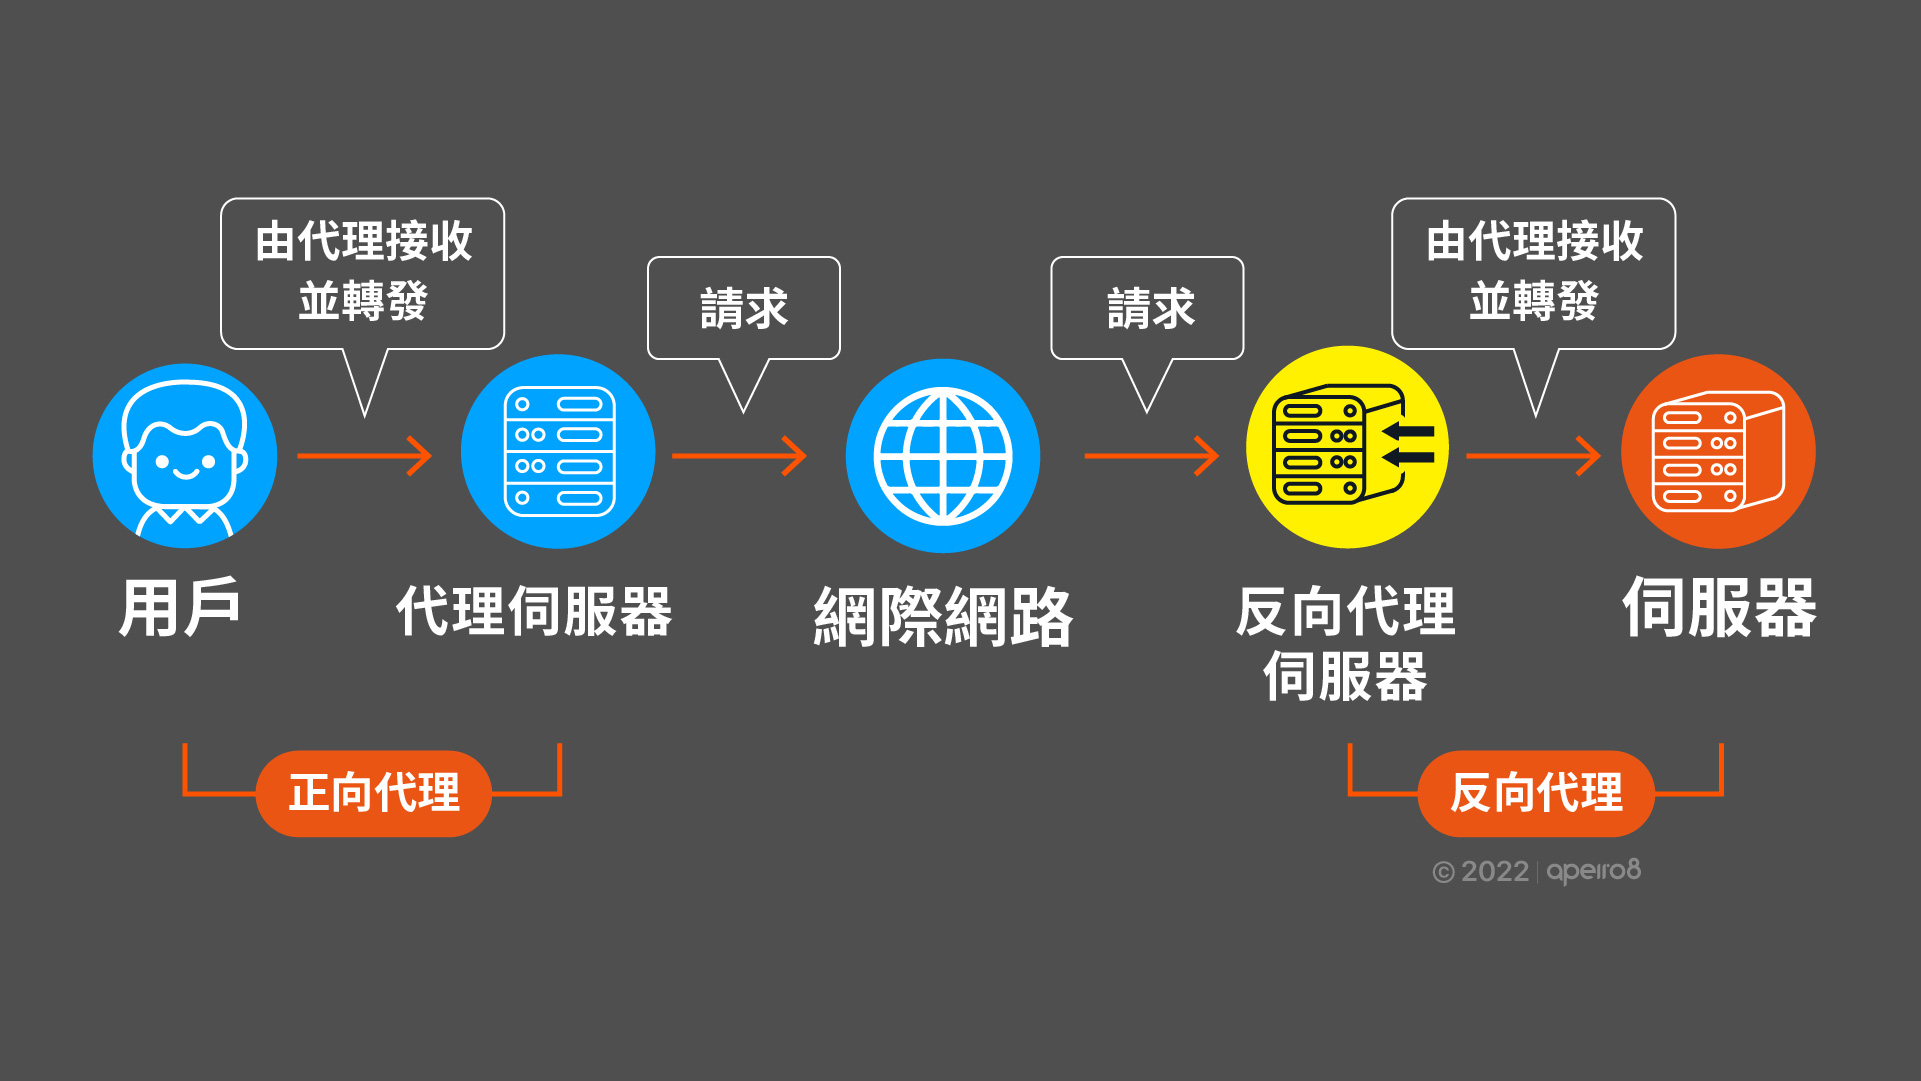 由代理接收
並轉發
請求
請求
由代理接收
並轉發
用戶
代理伺服器
網際網路
反向代理
伺服器
伺服器
正向代理
反向代理
© 2022 | apeiro8